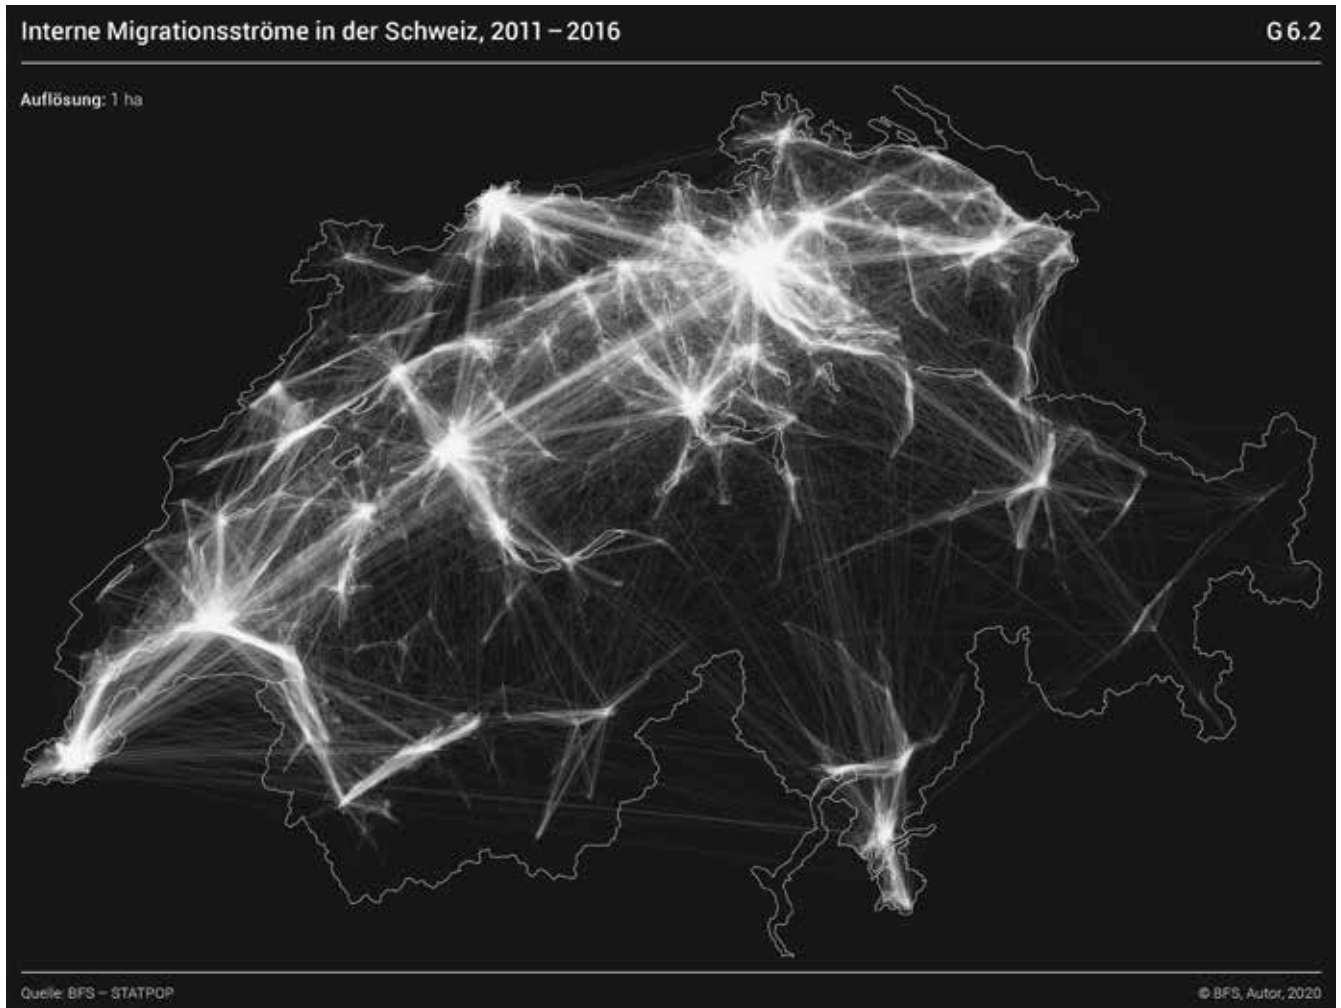 Interne Migrationsströme in der Schweiz, 2011 – 2016
G 6.2
Auflösung: 1 ha
Quelle: BFS – STATPOP
© BFS, Autor, 2020